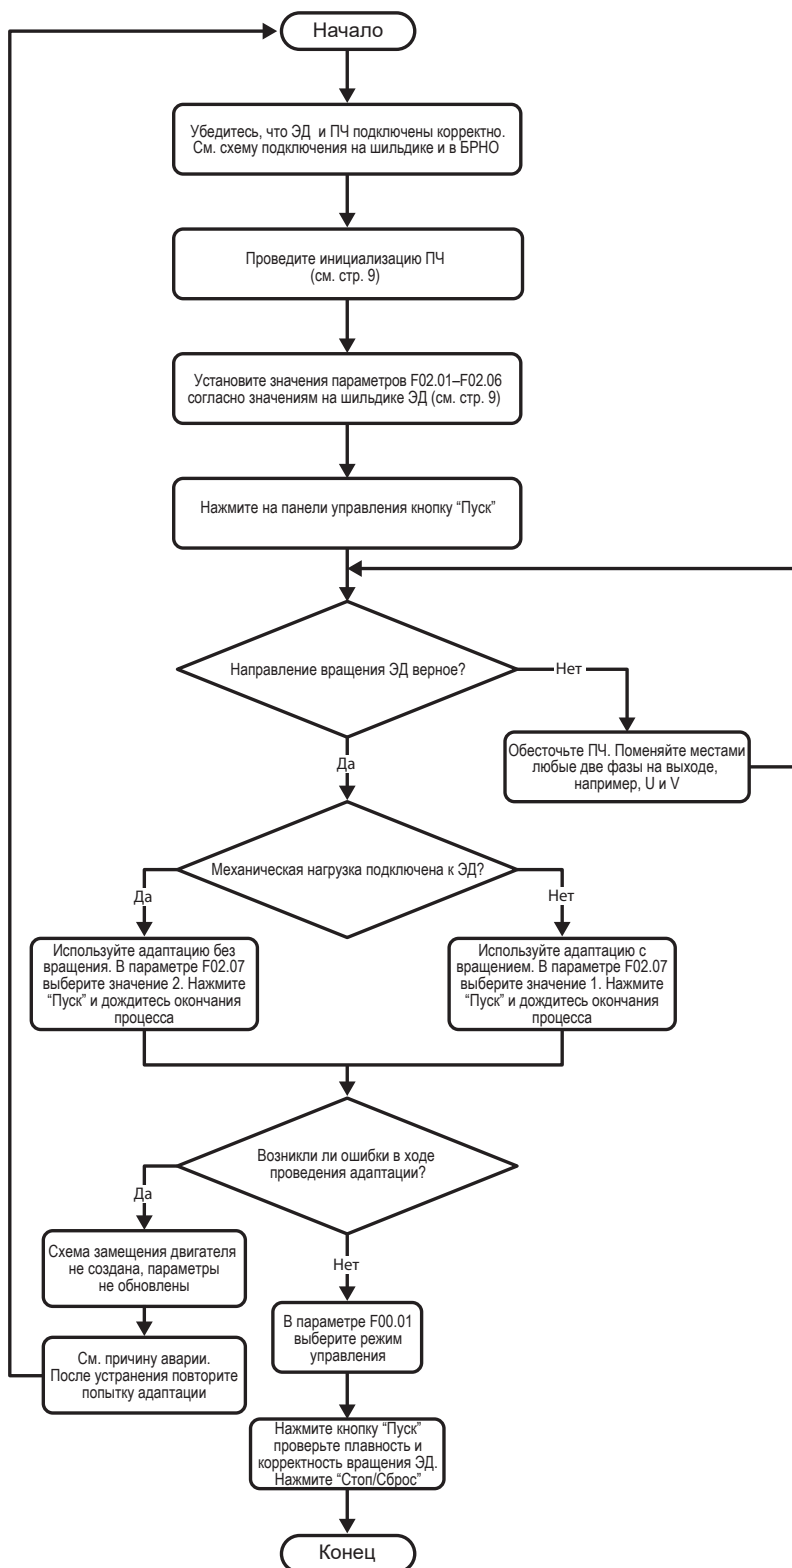 Начало
Убедитесь, что ЭД и ПЧ подключены корректно.
См. схему подключения на шильдике и в БРНО
Проведите инициализацию ПЧ
(см. стр. 9)
Установите значения параметров F02.01–F02.06
согласно значениям на шильдике ЭД (см. стр. 9)
Нажмите на панели управления кнопку “Пуск”
Направление вращения ЭД верное?
Нет
Обесточьте ПЧ. Поменяйте местами
любые две фазы на выходе,
например, U и V
Да
Механическая нагрузка подключена к ЭД?
Да
Нет
Используйте адаптацию без
вращения. В параметре F02.07
выберите значение 2. Нажмите
“Пуск” и дождитесь окончания
процесса
Используйте адаптацию с
вращением. В параметре F02.07
выберите значение 1. Нажмите
“Пуск” и дождитесь окончания
процесса
Возникли ли ошибки в ходе
проведения адаптации?
Да
Схема замещения двигателя
не создана, параметры
не обновлены
См. причину аварии.
После устранения повторите
попытку адаптации
Нет
В параметре F00.01
выберите режим
управления
Нажмите кнопку “Пуск”
проверьте плавность и
корректность вращения ЭД.
Нажмите “Стоп/Сброс”
Конец